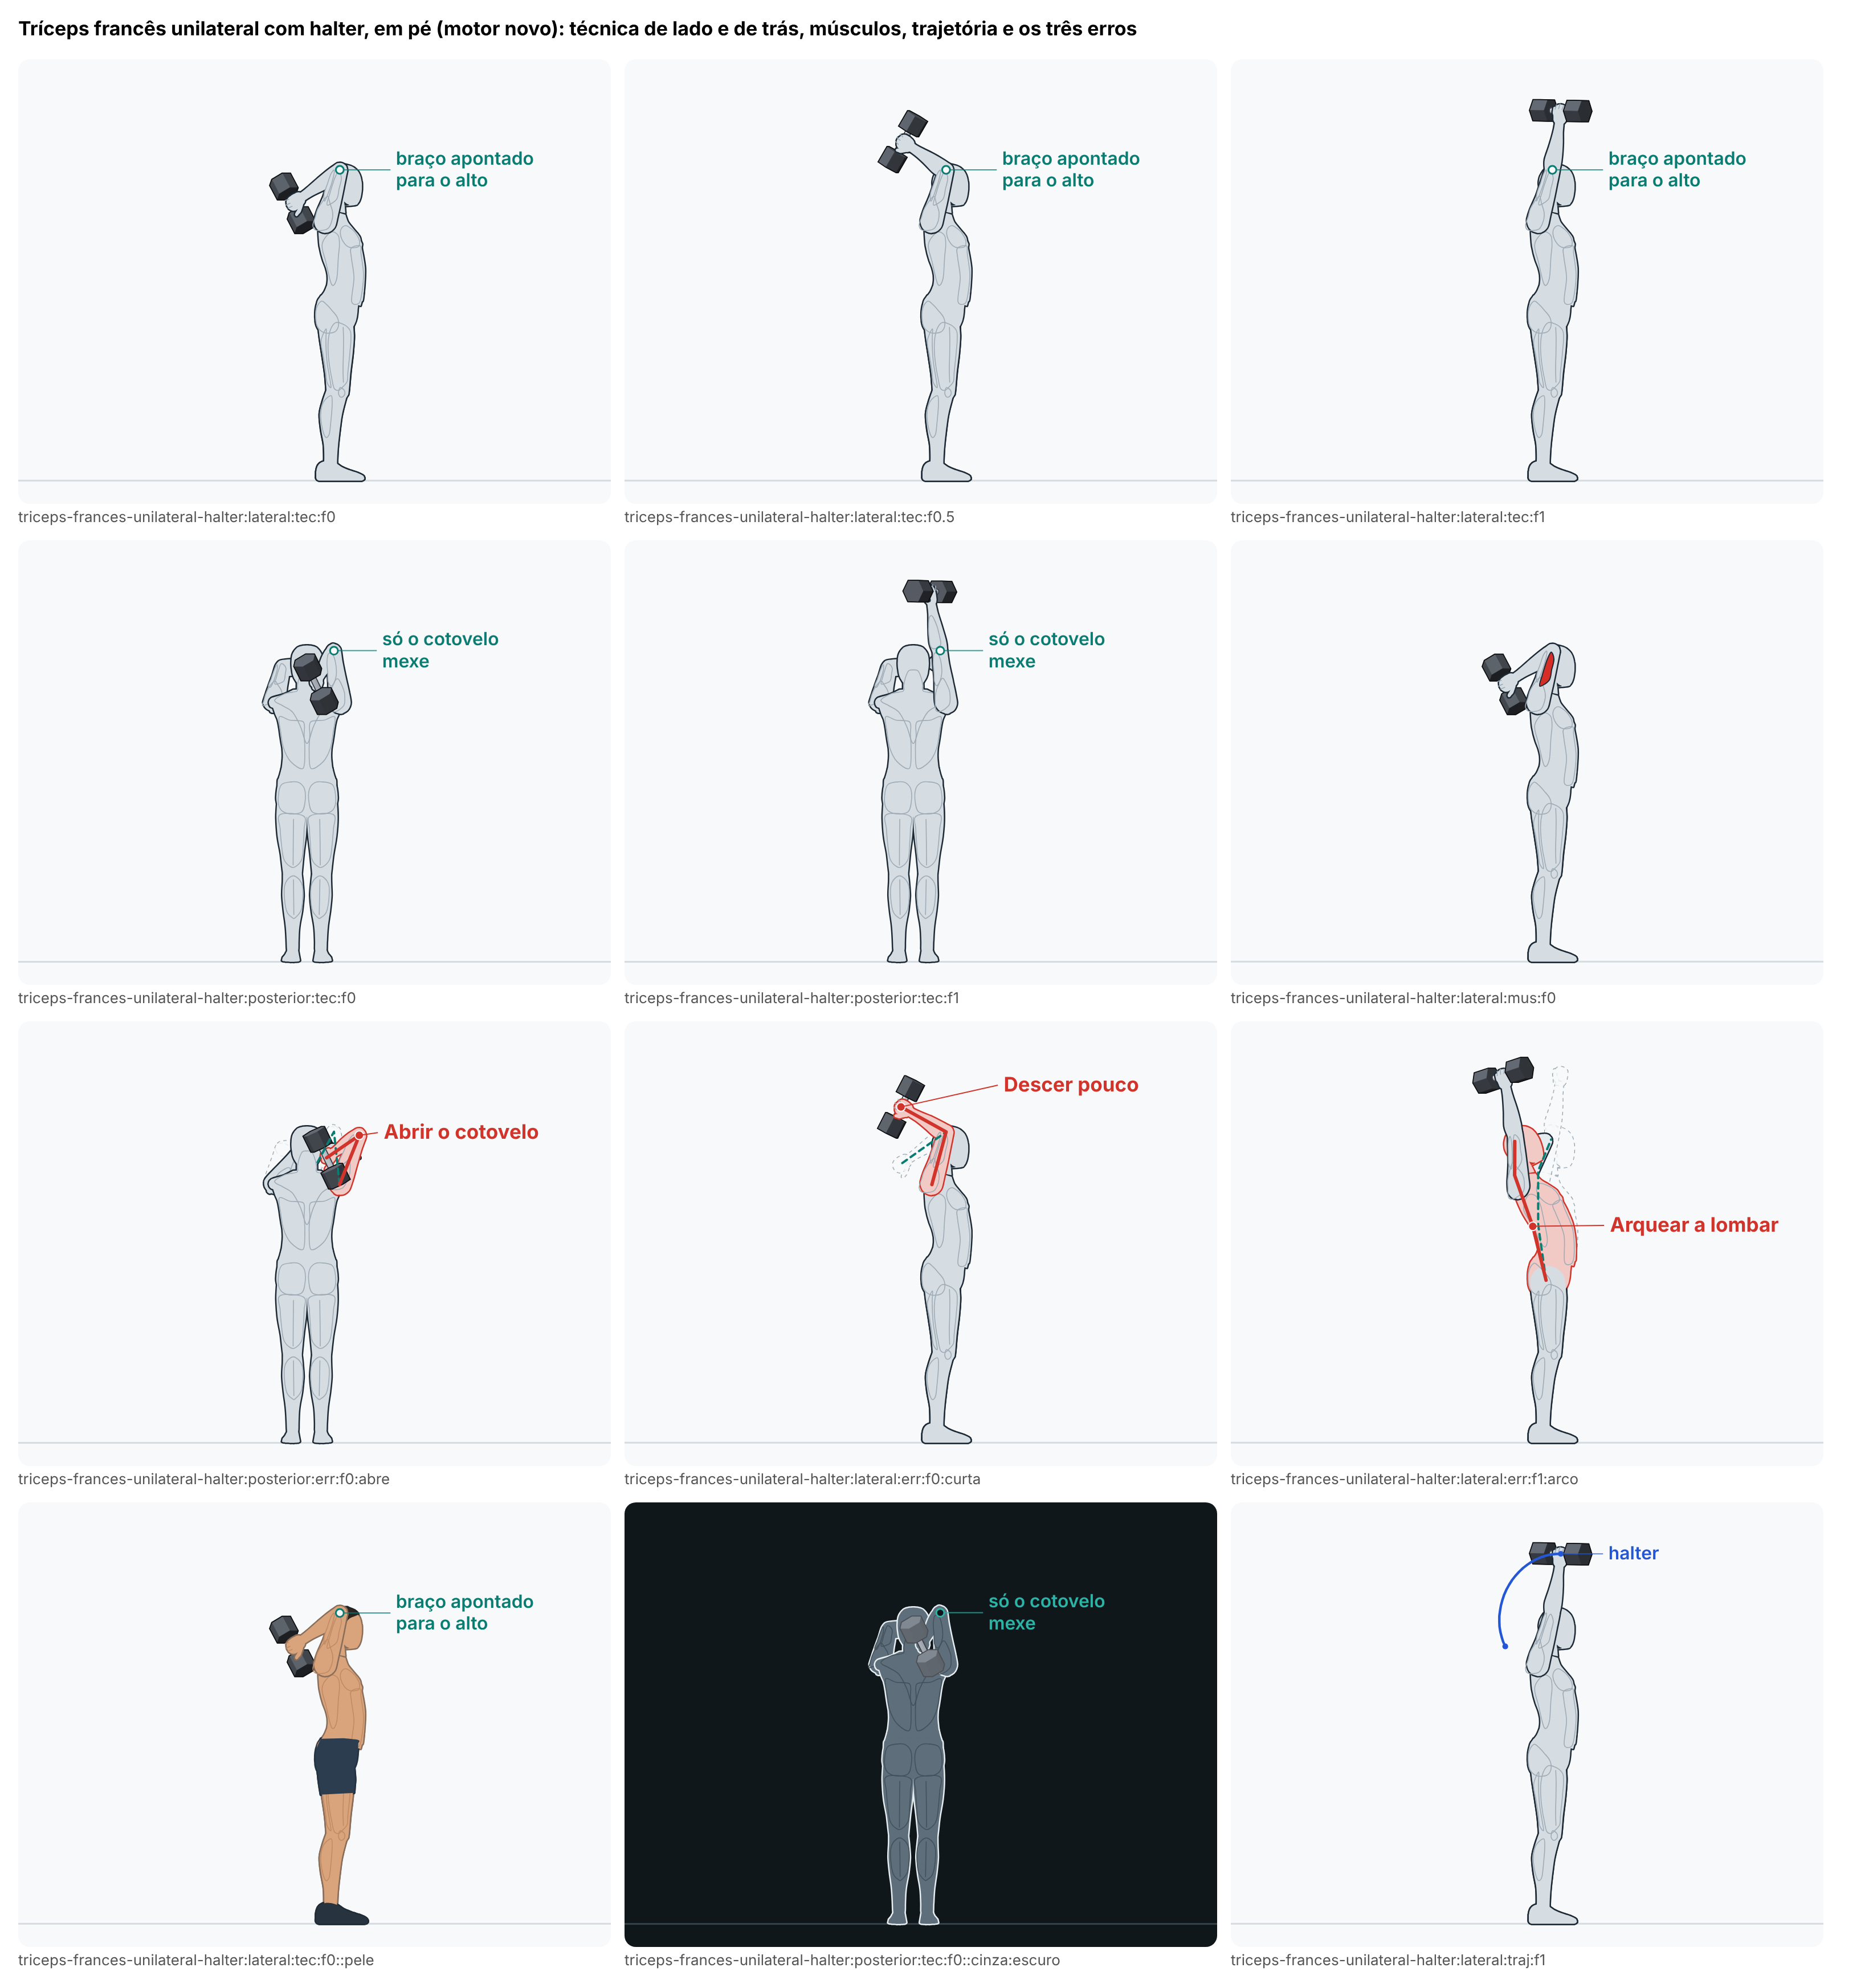 Tríceps francês unilateral com halter, em pé (motor novo): técnica de lado e de trás, músculos, trajetória e os três erros
braço apontado
para o alto
braço apontado
para o alto
braço apontado
para o alto
triceps-frances-unilateral-halter:lateral:tec:f0
triceps-frances-unilateral-halter:lateral:tec:f0.5
triceps-frances-unilateral-halter:lateral:tec:f1
só o cotovelo
mexe
só o cotovelo
mexe
triceps-frances-unilateral-halter:posterior:tec:f0
triceps-frances-unilateral-halter:posterior:tec:f1
triceps-frances-unilateral-halter:lateral:mus:f0
Abrir o cotovelo
Descer pouco
Arquear a lombar
triceps-frances-unilateral-halter:posterior:err:f0:abre
triceps-frances-unilateral-halter:lateral:err:f0:curta
triceps-frances-unilateral-halter:lateral:err:f1:arco
braço apontado
para o alto
só o cotovelo
mexe
halter
triceps-frances-unilateral-halter:lateral:tec:f0::pele
triceps-frances-unilateral-halter:posterior:tec:f0::cinza:escuro
triceps-frances-unilateral-halter:lateral:traj:f1